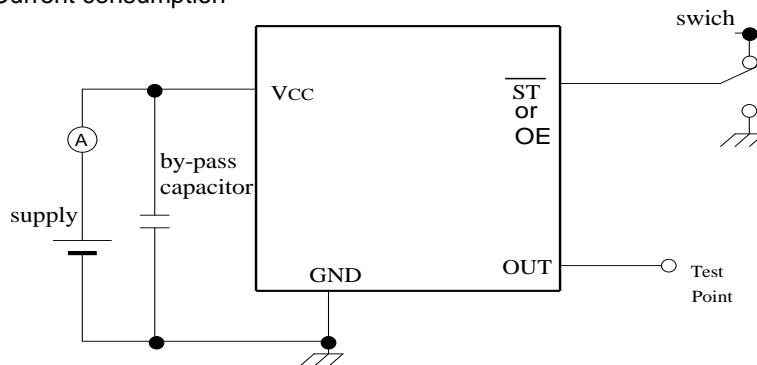 Current consumption
swich
VCC
ST
or
OE
A
by-pass
capacitor
supply
GND
OUT
Test
Point